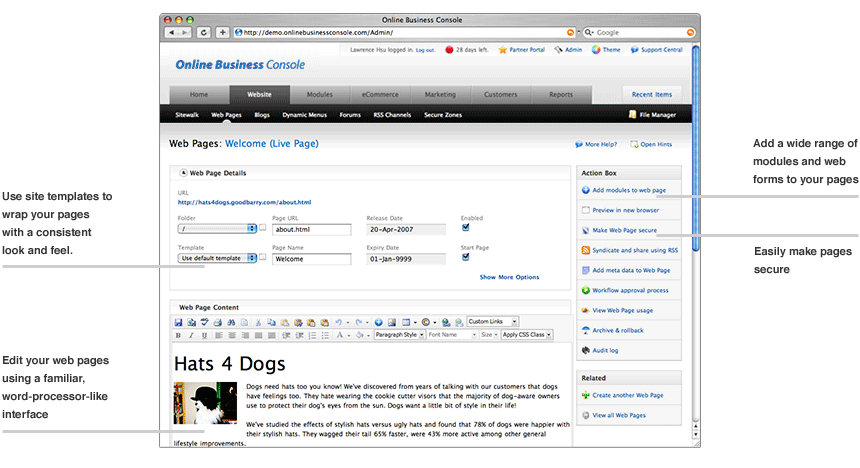 Online Business Console
http://demo.onlinebusinessconsole.com/Admin/
Google
Lawrence Hsu logged in. Log out.
28 days left.
Partner Portal
Admin
Theme
Support Central
Online Business Console
Home Website Modules eCommerce Marketing Customers Reports Recent Items
Sitewalk Web Pages Blogs Dynamic Menus Forums RSS Channels Secure Zones File Manager
Web Pages: Welcome (Live Page)
More Help? Open Hints
Web Page Details
URL
http://hats4dogs.goodbarry.com/about.html
Folder Page URL Release Date Enabled
/ about.html 20-Apr-2007
Template Page Name Expiry Date Start Page
Use default template Welcome 01-Jan-9999
Show More Options
Web Page Content
Custom Links
B I U Paragraph Style Font Name Size Apply CSS Class
Hats 4 Dogs
Dogs need hats too you know! We've discovered from years of talking with our customers that dogs
have feelings too. They hate wearing the cookie cutter visors that the majority of dog-aware owners
use to protect their dog's eyes from the sun. Dogs want a little bit of style in their life!
We've studied the effects of stylish hats versus ugly hats and found that 78% of dogs were happier with
their stylish hats. They wagged their tail 65% faster, were 43% more active among other general
lifestyle improvements.
Action Box
Add modules to web page
Preview in new browser
Make Web Page secure
Syndicate and share using RSS
Add meta data to Web Page
Workflow approval process
View Web Page usage
Archive & rollback
Audit log
Related
Create another Web Page
View all Web Pages
Use site templates to
wrap your pages
with a consistent
look and feel.
Edit your web pages
using a familiar,
word-processor-like
interface
Add a wide range of
modules and web
forms to your pages
Easily make pages
secure